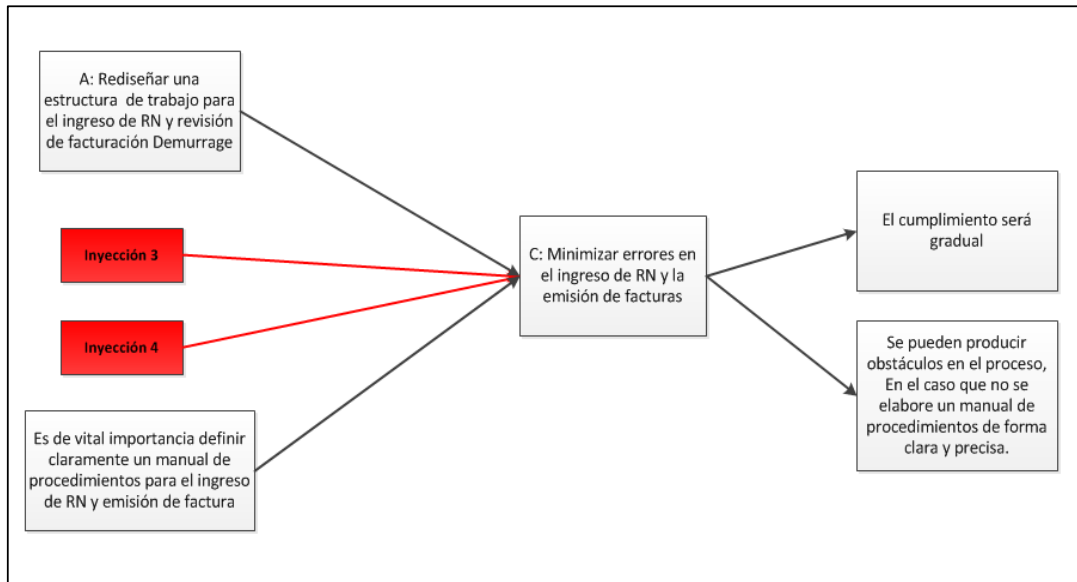 A: Rediseñar una
estructura de trabajo para
el ingreso de RN y revisión
de facturación Demurrage
Inyección 3
Inyección 4
Es de vital importancia definir
claramente un manual de
procedimientos para el ingreso
de RN y emisión de factura
C: Minimizar errores en
el ingreso de RN y la
emisión de facturas
El cumplimiento será
gradual
Se pueden producir
obstáculos en el proceso,
En el caso que no se
elabore un manual de
procedimientos de forma
clara y precisa.